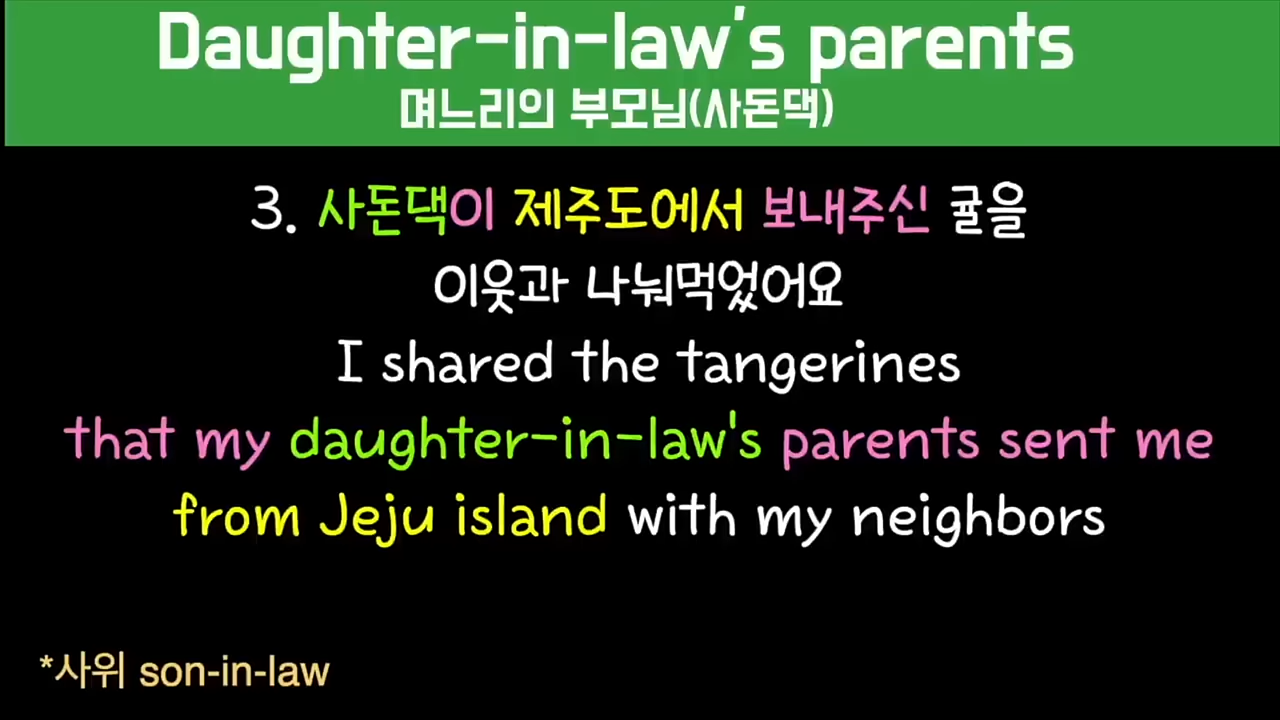 Daughter-in-law's parents
며느리의 부모님(사돈댁)
3. 사돈댁이 제주도에서 보내주신 귤을
이웃과 나눠먹었어요
I shared the tangerines
that my daughter-in-law's parents sent me
from Jeju island with my neighbors
*사위 son-in-law